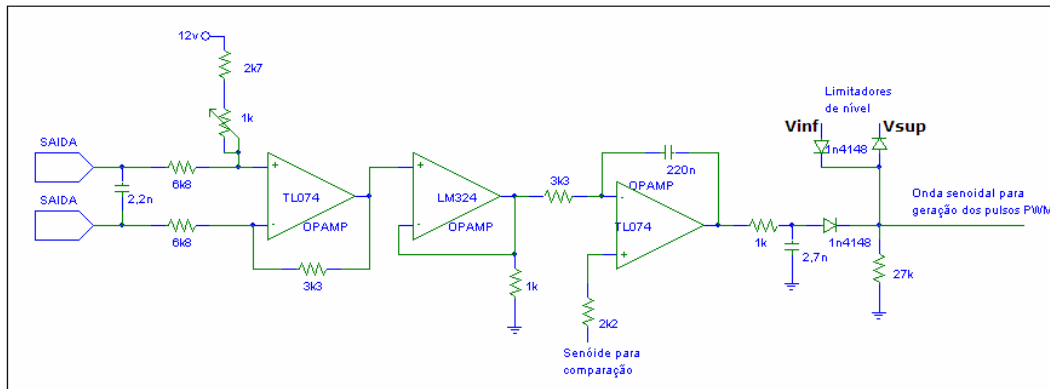 12v
2k7
1k
SAIDA
SAIDA
6k8
2,2n
6k8
+
-
TL074
OPAMP
3k3
+
-
LM324
OPAMP
1k
3k3
220n
OPAMP
-
TL074
+
2k2
Senóide para
comparação
1k
2,7n
1n4148
Limitadores
de nível
Vinf
Vsup
1n4148
27k
Onda senoidal para
geração dos pulsos PWM